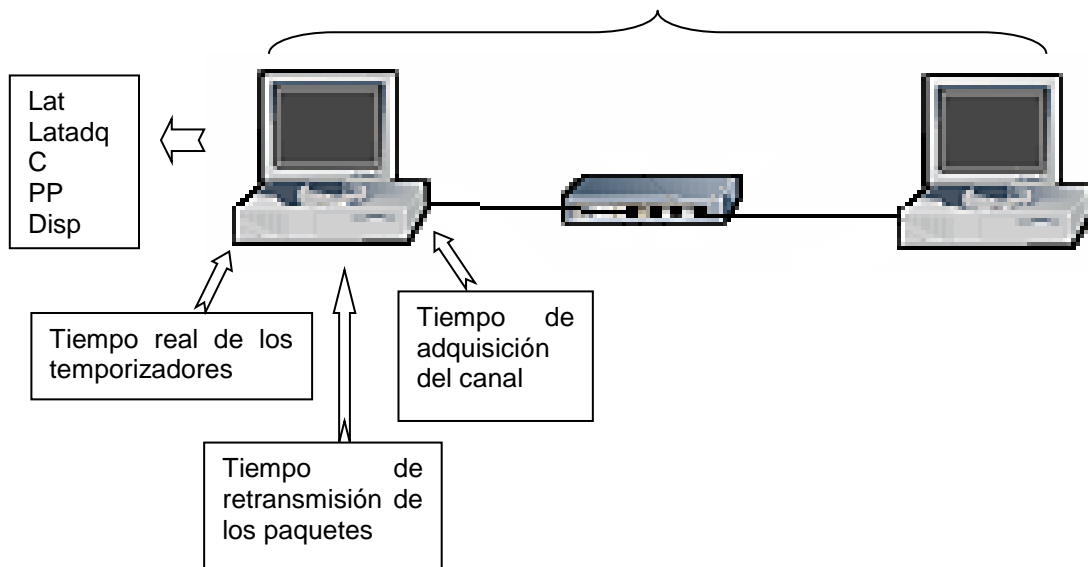 Lat
Latadq
C
PP
Disp
Tiempo real de los
temporizadores
Tiempo de
adquisición
del canal
Tiempo de
retransmisión de
los paquetes